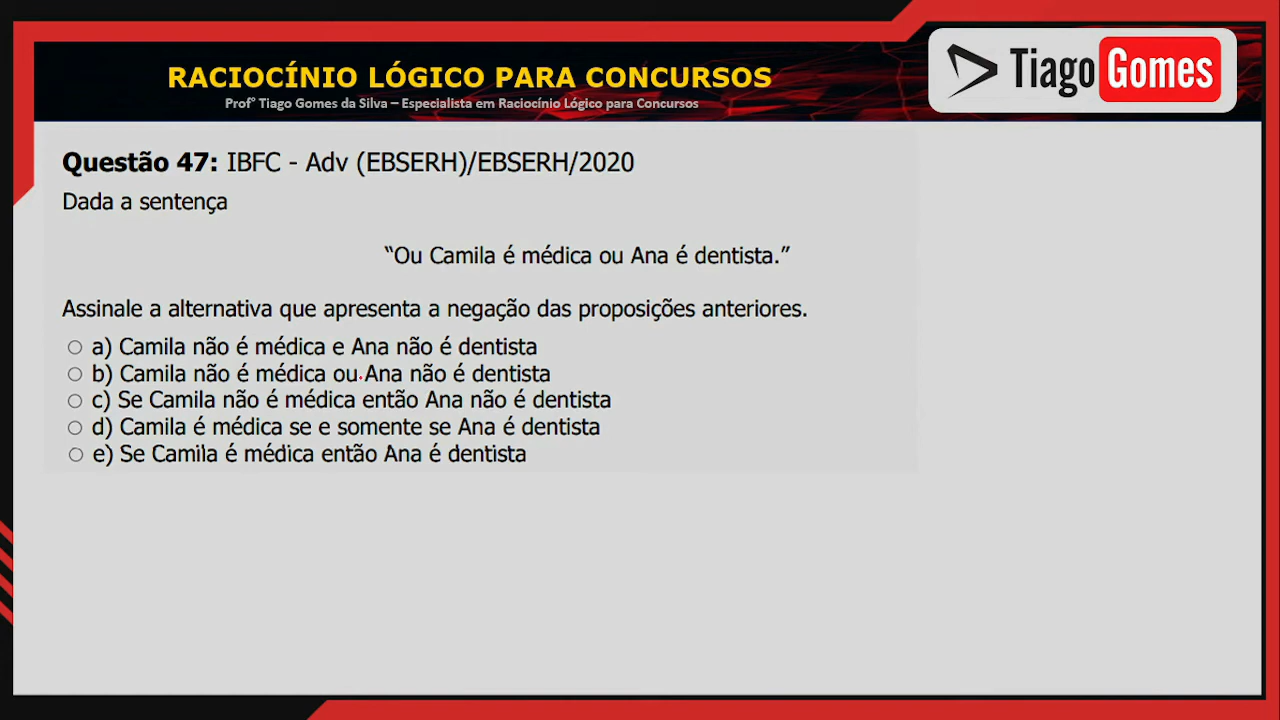 RACIOCÍNIO LÓGICO PARA CONCURSOS
Prof° Tiago Gomes da Silva – Especialista em Raciocínio Lógico para Concursos
Tiago Gomes
Questão 47: IBFC - Adv (EBSERH)/EBSERH/2020
Dada a sentença
“Ou Camila é médica ou Ana é dentista.”
Assinale a alternativa que apresenta a negação das proposições anteriores.
a) Camila não é médica e Ana não é dentista
b) Camila não é médica ou Ana não é dentista
c) Se Camila não é médica então Ana não é dentista
d) Camila é médica se e somente se Ana é dentista
e) Se Camila é médica então Ana é dentista